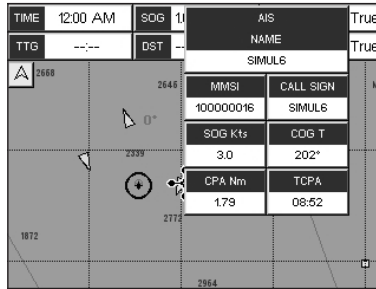 TIME 12:00 AM SOG 1. AIS True
NAME
TTG --:-- DST -- SIMUL6 True
2668 2646 MMSI CALL SIGN
100000016 SIMUL6
0° SOG Kts COG T
2339 3.0 202°
CPA Nm TCPA
2772 1.79 08:52
1872
2964